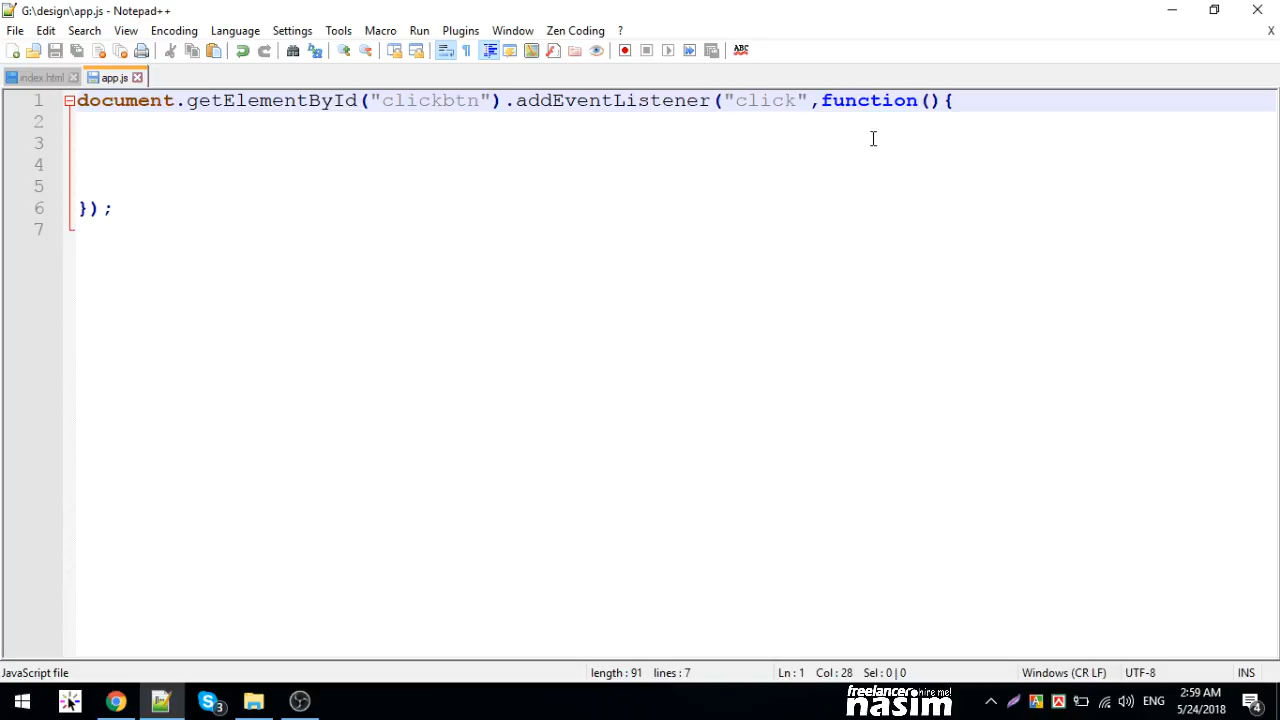 G:\design\app.js - Notepad++
File Edit Search View Encoding Language Settings Tools Macro Run Plugins Window Zen Coding ? X
ABC
index.html app.js
1 document.getElementById("clickbtn").addEventListener("click",function(){
2
3
4
5
6 });
7
JavaScript file length : 91 lines : 7 Ln : 1 Col : 28 Sel : 0 | 0 Windows (CR LF) UTF-8 INS
3
freelancer hire me!
nasim
ENG
2:59 AM
5/24/2018
4